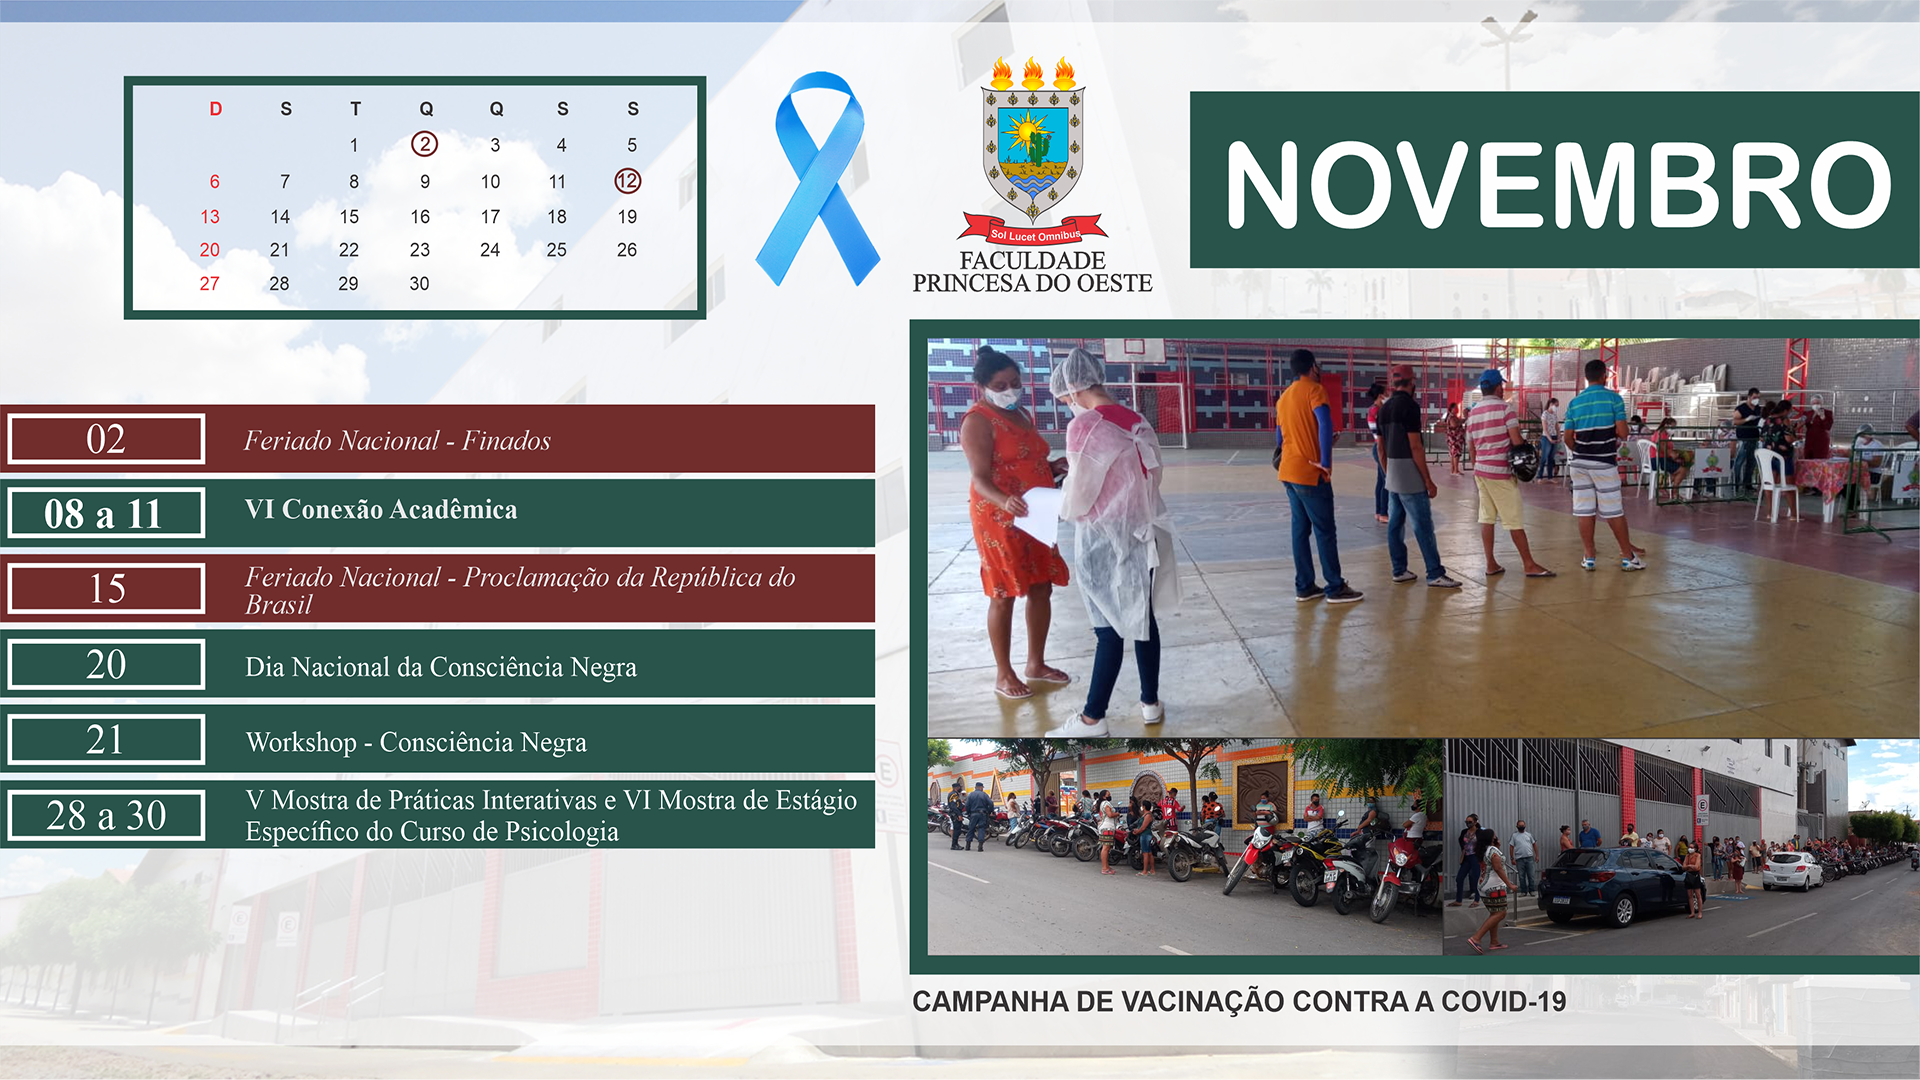 D S T Q Q S S
1 2 3 4 5
6 7 8 9 10 11 12
13 14 15 16 17 18 19
20 21 22 23 24 25 26
27 28 29 30
Sol Lucet Omnibus
FACULDADE
PRINCESA DO OESTE
NOVEMBRO
02 Feriado Nacional - Finados
08 a 11 VI Conexão Acadêmica
15 Feriado Nacional - Proclamação da República do
Brasil
20 Dia Nacional da Consciência Negra
21 Workshop - Consciência Negra
28 a 30 V Mostra de Práticas Interativas e VI Mostra de Estágio
Específico do Curso de Psicologia
E
CAMPANHA DE VACINAÇÃO CONTRA A COVID-19